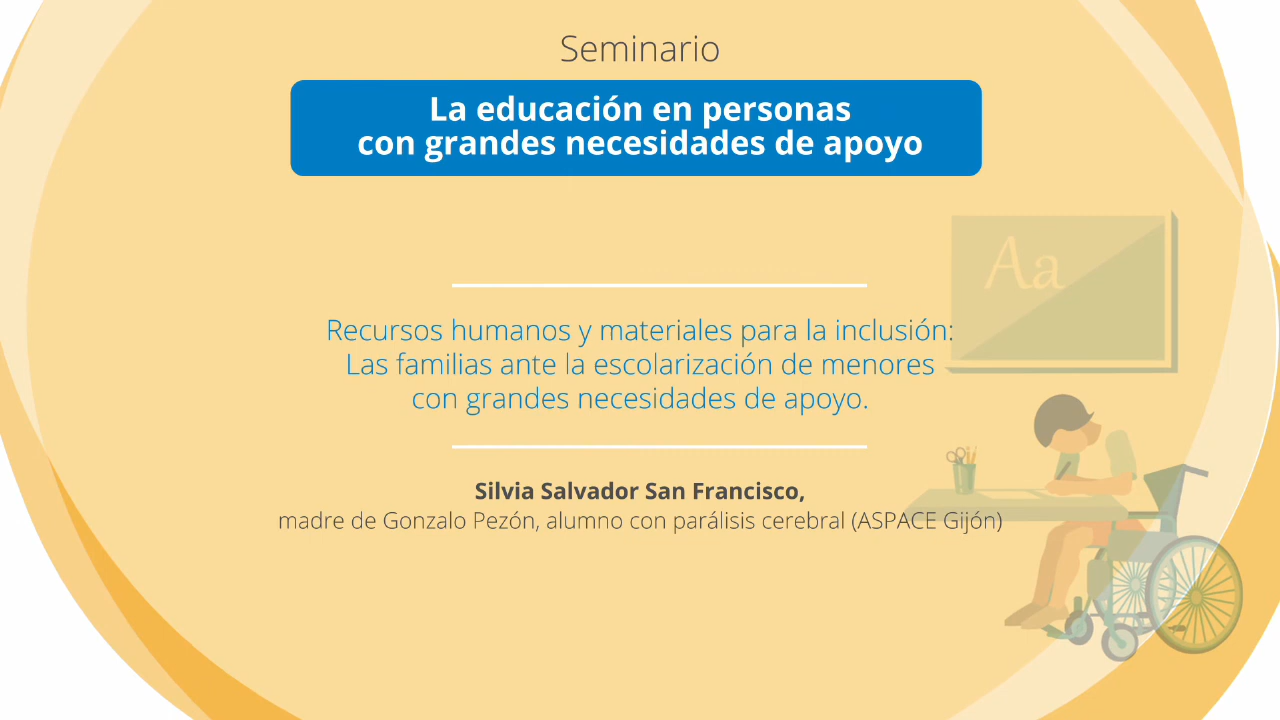 Seminario
La educación en personas
con grandes necesidades de apoyo
Aa
Recursos humanos y materiales para la inclusión:
Las familias ante la escolarización de menores
con grandes necesidades de apoyo.
Silvia Salvador San Francisco,
madre de Gonzalo Pezón, alumno con parálisis cerebral (ASPACE Gijón)